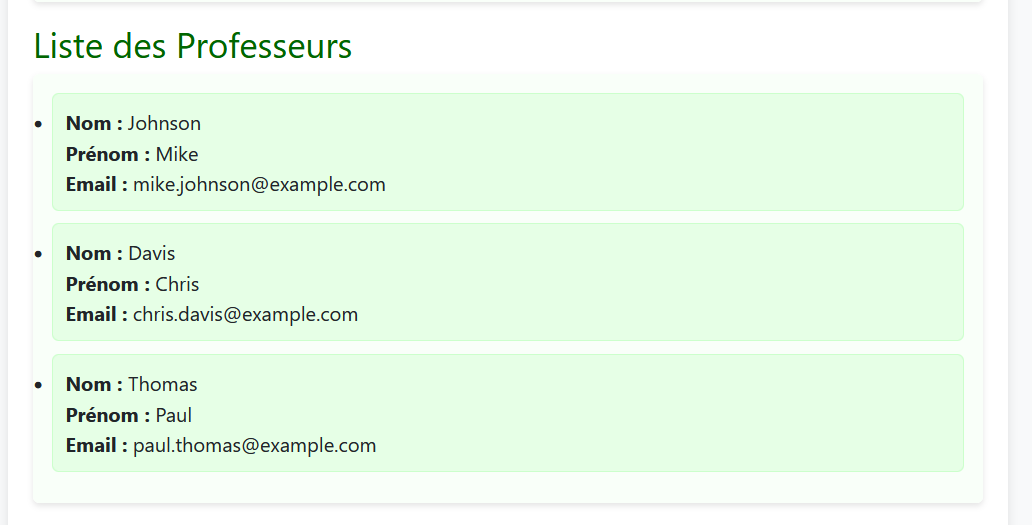 Liste des Professeurs
Nom : Johnson
Prénom : Mike
Email : mike.johnson@example.com
Nom : Davis
Prénom : Chris
Email : chris.davis@example.com
Nom : Thomas
Prénom : Paul
Email : paul.thomas@example.com